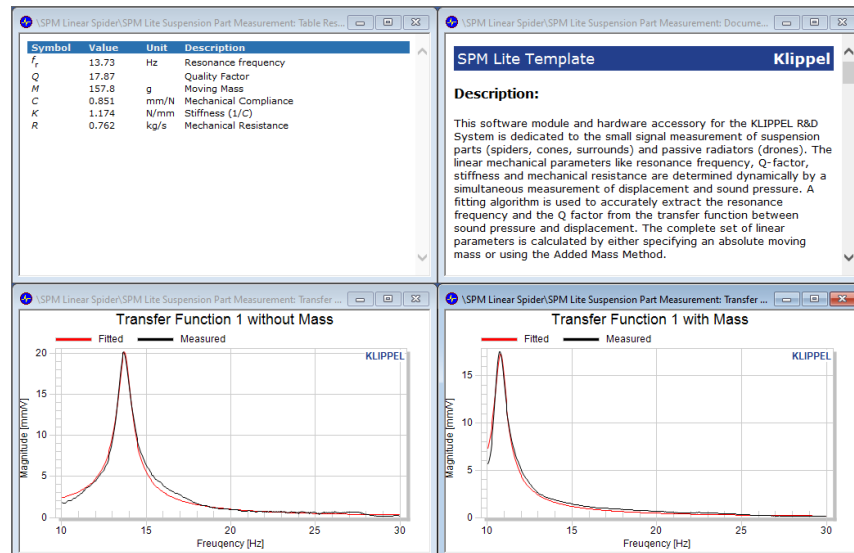 \SPM Linear Spider\SPM Lite Suspension Part Measurement: Table Res...
Symbol Value Unit Description
fr 13.73 Hz Resonance frequency
Q 17.87 Quality Factor
M 157.8 g Moving Mass
C 0.851 mm/N Mechanical Compliance
K 1.174 N/mm Stiffness (1/C)
R 0.762 kg/s Mechanical Resistance
\SPM Linear Spider\SPM Lite Suspension Part Measurement: Docume...
SPM Lite Template Klippel
Description:
This software module and hardware accessory for the KLIPPEL R&D
System is dedicated to the small signal measurement of suspension
parts (spiders, cones, surrounds) and passive radiators (drones). The
linear mechanical parameters like resonance frequency, Q-factor,
stiffness and mechanical resistance are determined dynamically by a
simultaneous measurement of displacement and sound pressure. A
fitting algorithm is used to accurately extract the resonance
frequency and the Q factor from the transfer function between
sound pressure and displacement. The complete set of linear
parameters is calculated by either specifying an absolute moving
mass or using the Added Mass Method.
\SPM Linear Spider\SPM Lite Suspension Part Measurement: Transfer ...
Transfer Function 1 without Mass
Fitted Measured
KLIPPEL
Magnitude [mm/V]
20
15
10
5
0
10 15 20 25 30
Freuqency [Hz]
\SPM Linear Spider\SPM Lite Suspension Part Measurement: Transfer ...
Transfer Function 1 with Mass
Fitted Measured
KLIPPEL
Magnitude [mm/V]
15
10
5
0
10 15 20 25 30
Freuqency [Hz]